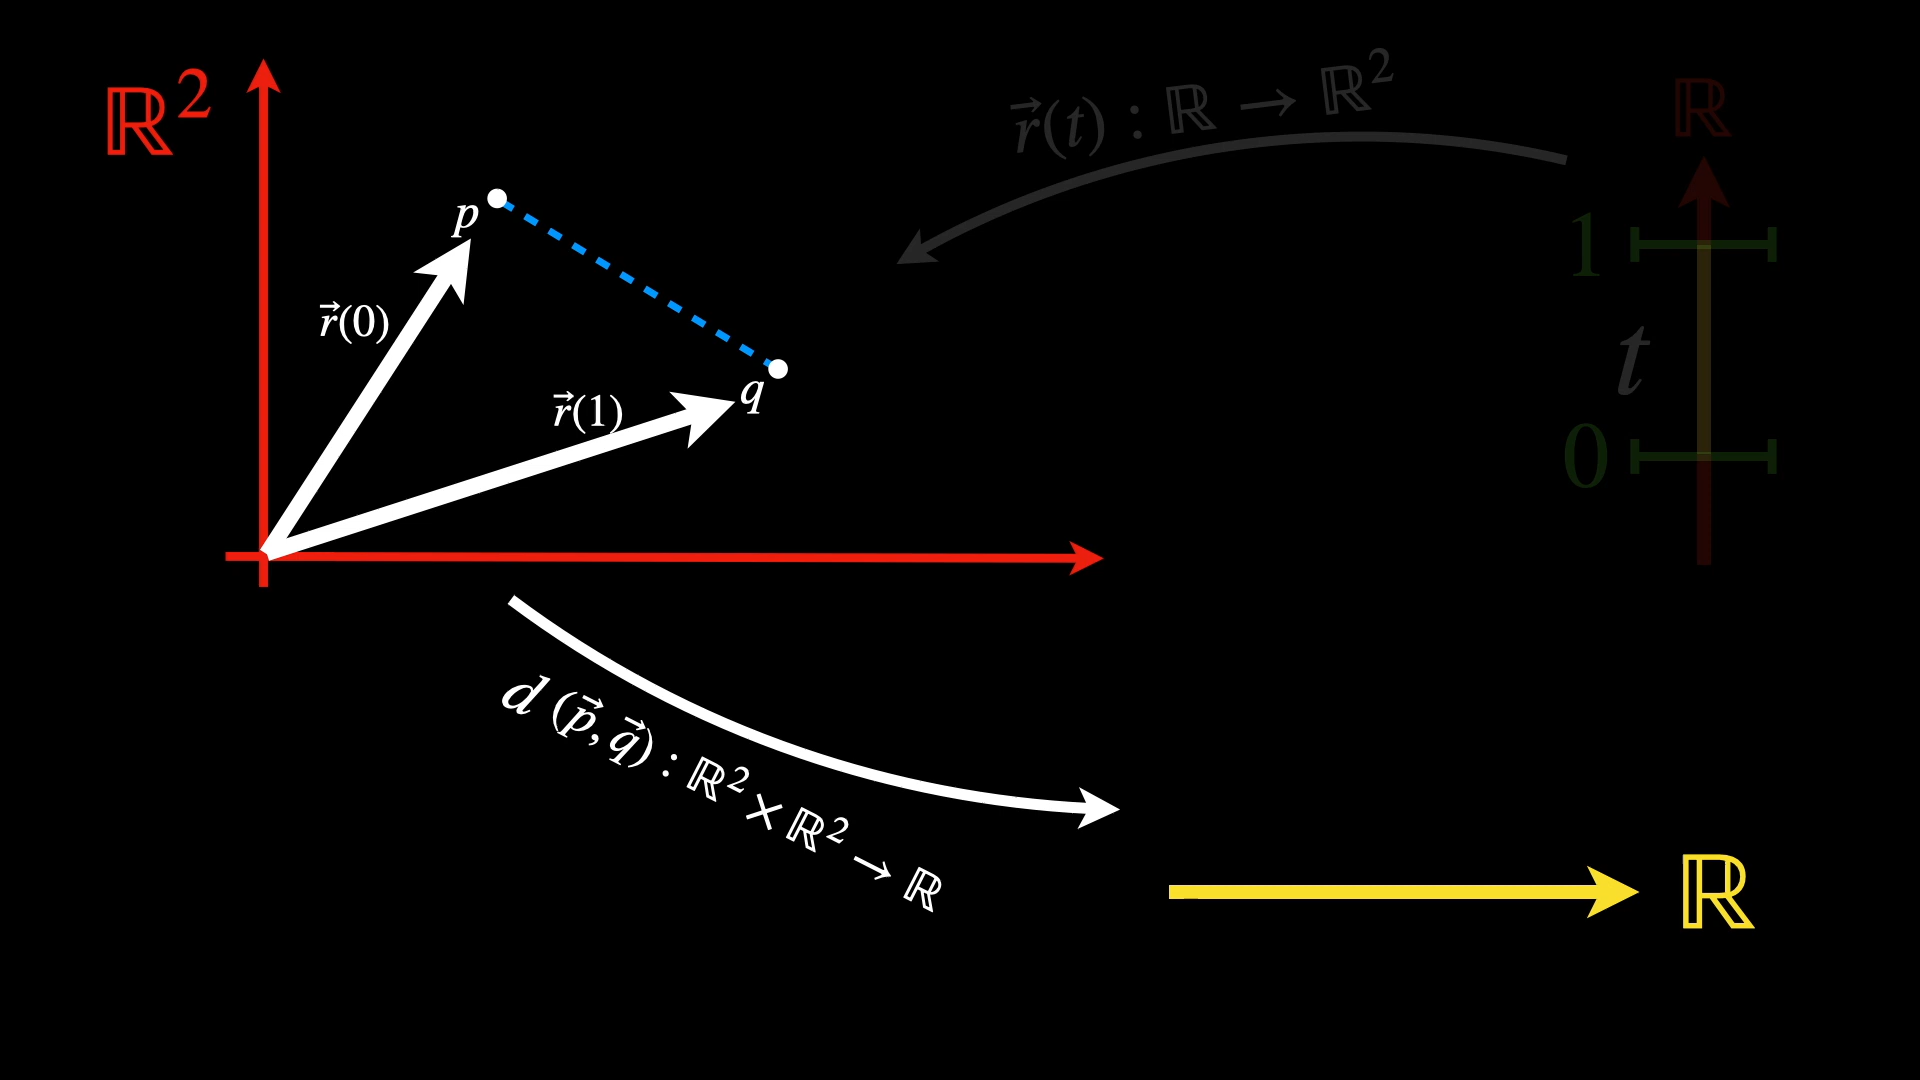 ℝ²
r⃗(t) : ℝ → ℝ²
ℝ
p
1
r⃗(0)
t
q
r⃗(1)
0
d (p⃗, q⃗) : ℝ² × ℝ² → ℝ
ℝ